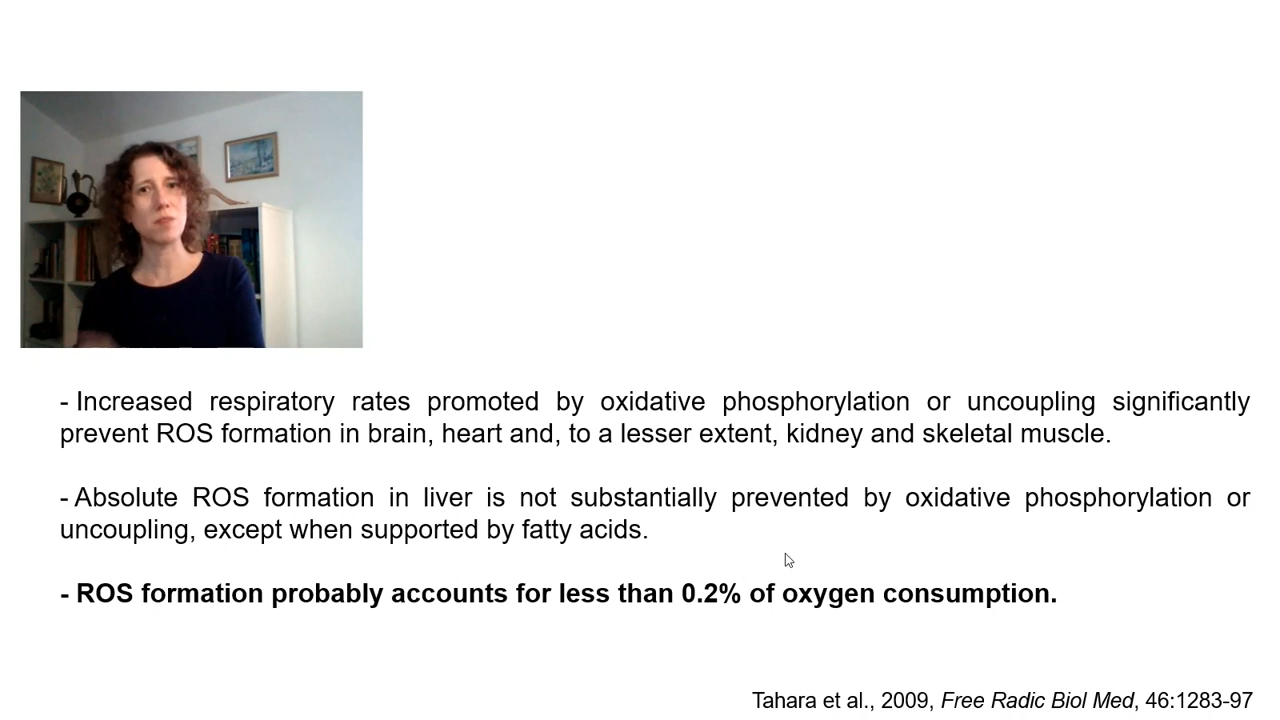 - Increased respiratory rates promoted by oxidative phosphorylation or uncoupling significantly
prevent ROS formation in brain, heart and, to a lesser extent, kidney and skeletal muscle.
- Absolute ROS formation in liver is not substantially prevented by oxidative phosphorylation or
uncoupling, except when supported by fatty acids.
- ROS formation probably accounts for less than 0.2% of oxygen consumption.
Tahara et al., 2009, Free Radic Biol Med, 46:1283-97